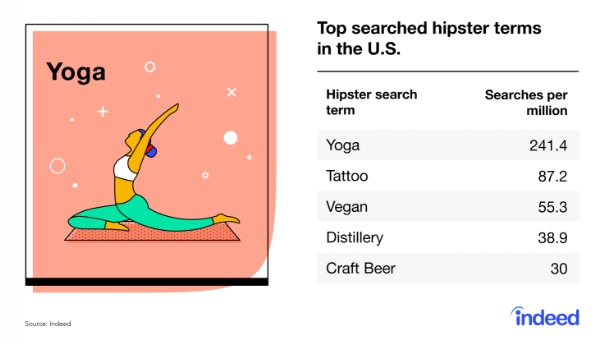 Yoga
Source: Indeed
Top searched hipster terms
in the U.S.
Hipster search term Searches per million
Yoga 241.4
Tattoo 87.2
Vegan 55.3
Distillery 38.9
Craft Beer 30
indeed